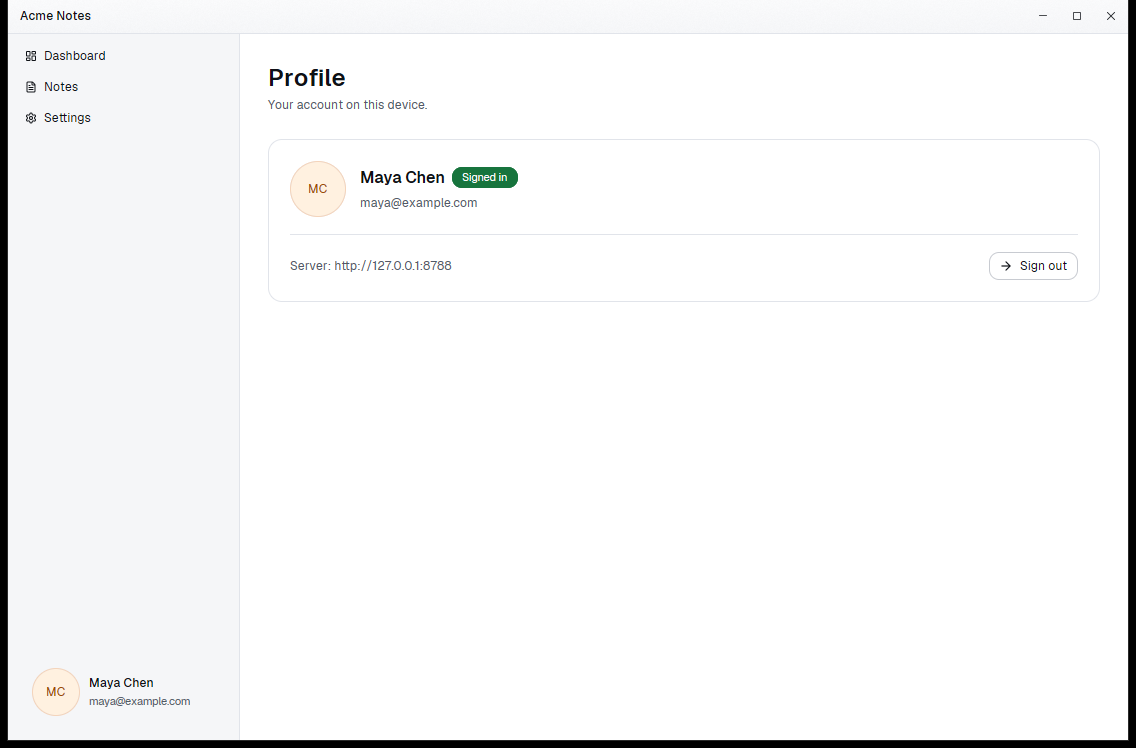 Acme Notes
Dashboard
Notes
Settings
Profile
Your account on this device.
MC
Maya Chen
Signed in
maya@example.com
Server: http://127.0.0.1:8788
Sign out
MC
Maya Chen
maya@example.com